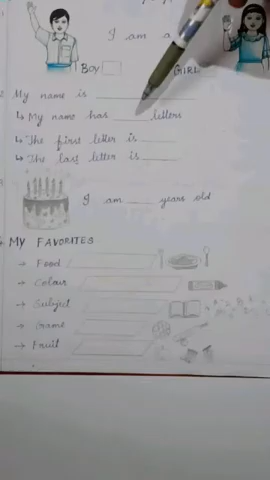 I am a
Boy GIRL
My name is
My name has letters
The first letter is
The last letter is
I am years old
MY FAVORITES
Food
Colour
Subject
Game
Fruit